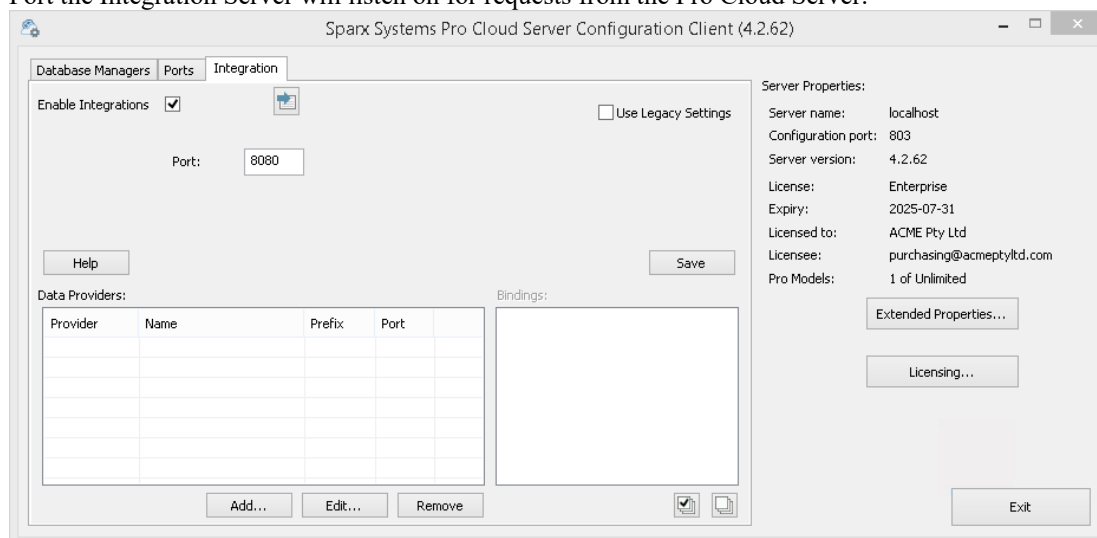 Port the Integration Server will listen on for requests from the Pro Cloud Server.
Sparx Systems Pro Cloud Server Configuration Client (4.2.62)
Database Managers Ports Integration
Enable Integrations
Use Legacy Settings
Port: 8080
Help
Save
Data Providers:
Bindings:
Provider Name Prefix Port
Add... Edit... Remove
Server Properties:
Server name: localhost
Configuration port: 803
Server version: 4.2.62
License: Enterprise
Expiry: 2025-07-31
Licensed to: ACME Pty Ltd
Licensee: purchasing@acmeptyltd.com
Pro Models: 1 of Unlimited
Extended Properties...
Licensing...
Exit